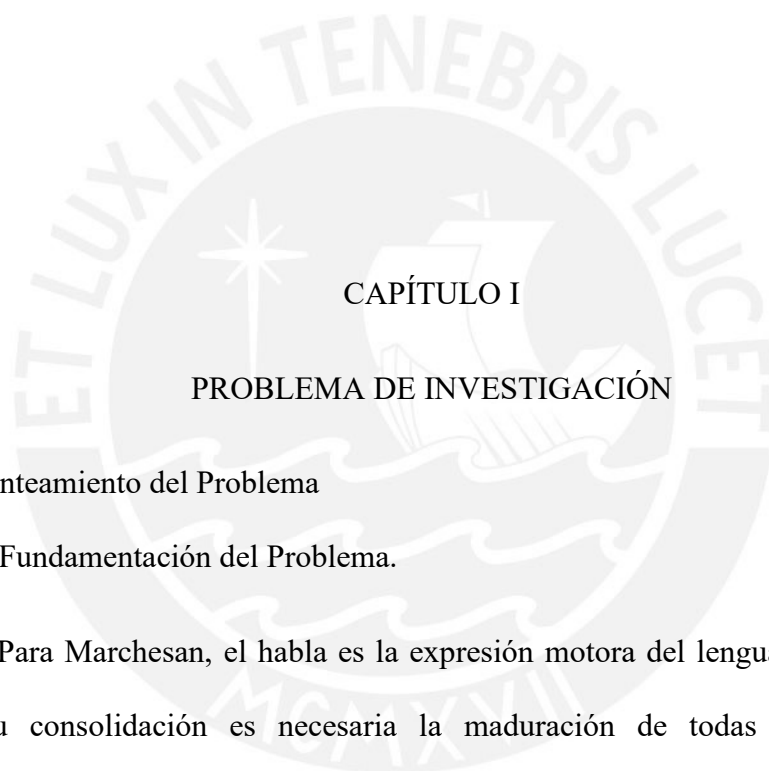 ET LUX IN TENEBRIS LUCET
CAPÍTULO I
PROBLEMA DE INVESTIGACIÓN
nteamiento del Problema
Fundamentación del Problema.
Para Marchesan, el habla es la expresión motora del lengua
u consolidación es necesaria la maduración de todas
MCMXVII